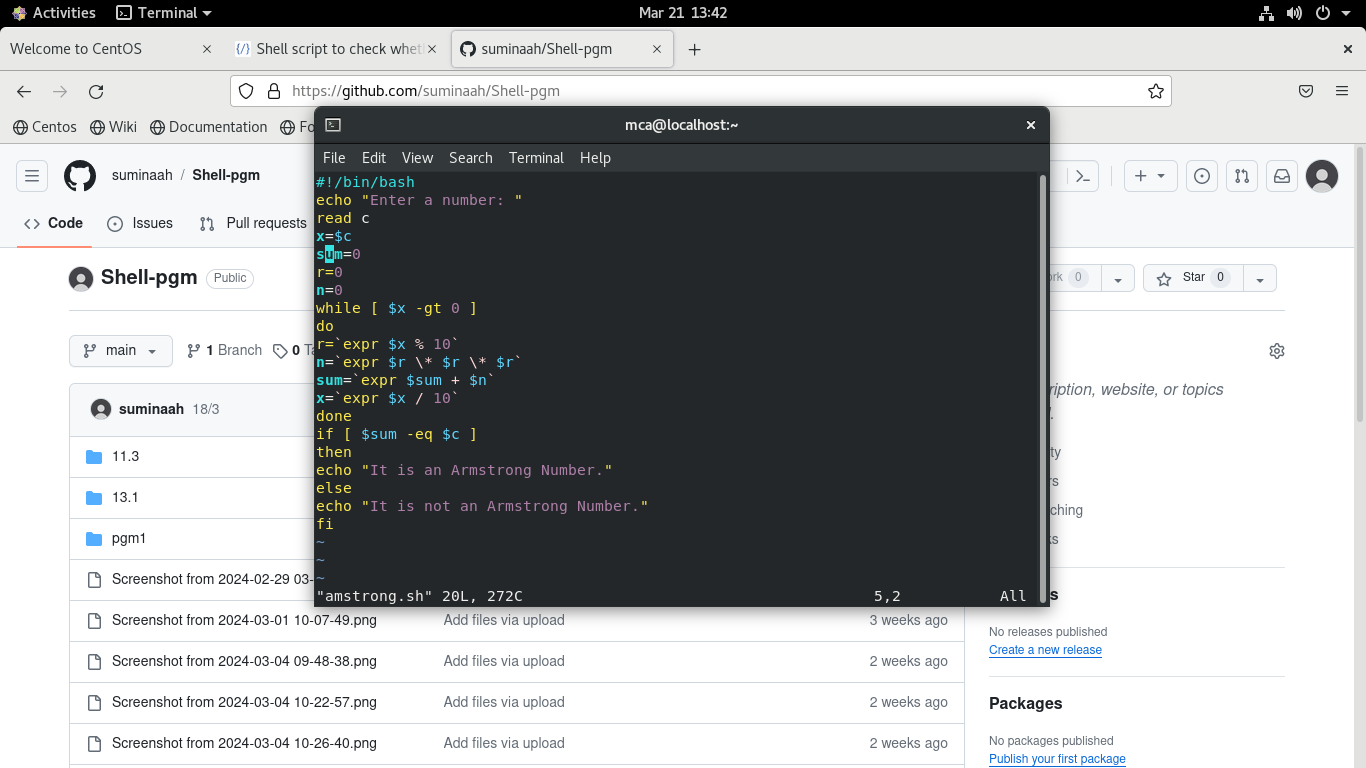 Activities Terminal Mar 21 13:42
Welcome to CentOS Shell script to check whet suminaah/Shell-pgm
https://github.com/suminaah/Shell-pgm
Centos Wiki Documentation Fo
mca@localhost:~
File Edit View Search Terminal Help
#!/bin/bash
echo "Enter a number: "
read c
x=$c
sum=0
r=0
n=0
while [ $x -gt 0 ]
do
r=`expr $x % 10`
n=`expr $r \* $r \* $r`
sum=`expr $sum + $n`
x=`expr $x / 10`
done
if [ $sum -eq $c ]
then
echo "It is an Armstrong Number."
else
echo "It is not an Armstrong Number."
fi
~
~
~
"amstrong.sh" 20L, 272C 5,2 All
suminaah / Shell-pgm
Code Issues Pull requests
Shell-pgm Public
rk 0 Star 0
main 1 Branch 0 Ta
ription, website, or topics
suminaah 18/3
11.3
13.1
pgm1
Screenshot from 2024-02-29 03-
Screenshot from 2024-03-01 10-07-49.png Add files via upload 3 weeks ago
Screenshot from 2024-03-04 09-48-38.png Add files via upload 2 weeks ago
Screenshot from 2024-03-04 10-22-57.png Add files via upload 2 weeks ago
Screenshot from 2024-03-04 10-26-40.png Add files via upload 2 weeks ago
ty
rs
ching
ks
s
No releases published
Create a new release
Packages
No packages published
Publish your first package